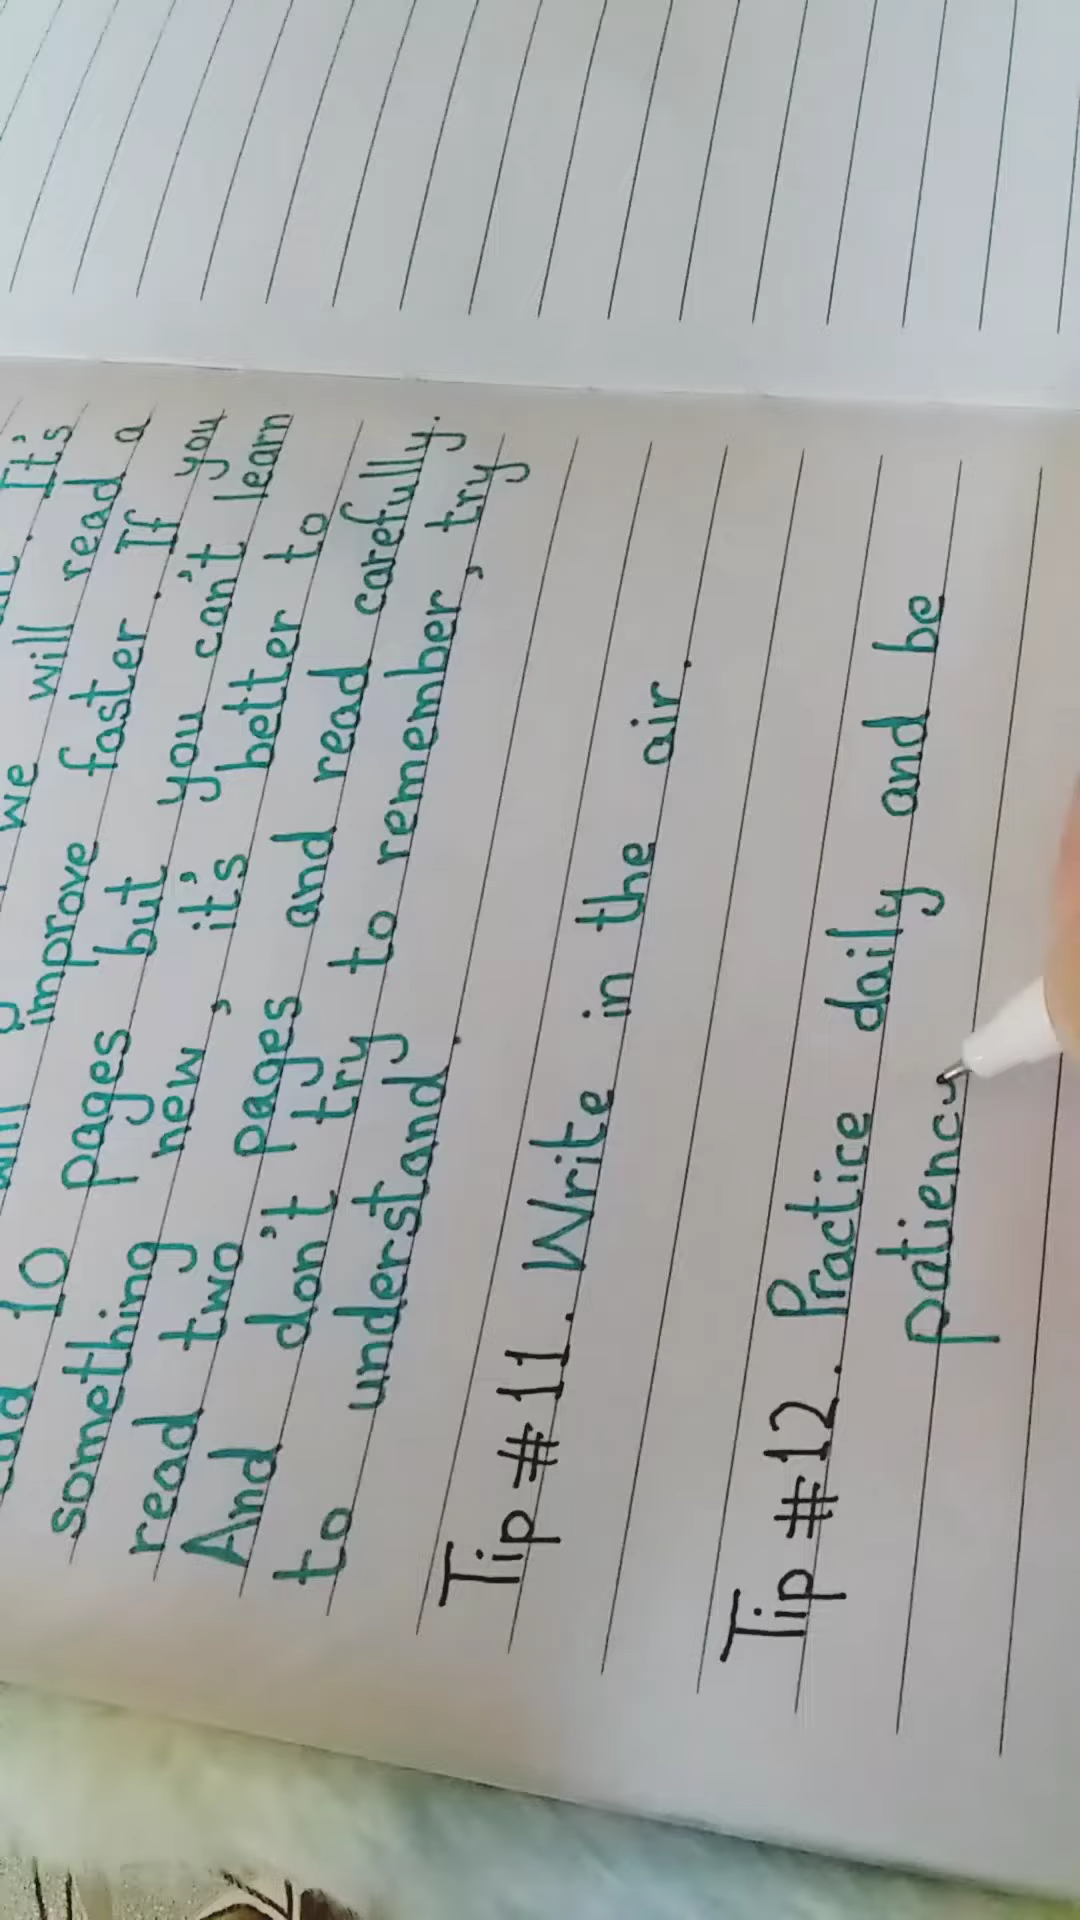 It's
we will read a
will improve faster. If you
10 pages but you can't learn
something new, it's better to
read two pages and read carefully.
And don't try to remember, try
to understand.
Tip #11. Write in the air.
Tip #12. Practice daily and be
patiency